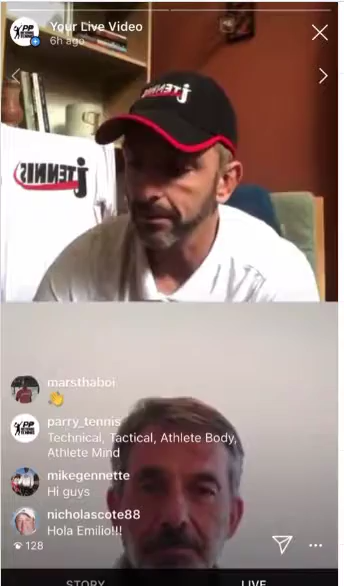 Your Live Video
6h ago
jTENNIS
jTENNIS
marsthaboi
👏
parry_tennis
Technical, Tactical, Athlete Body,
Athlete Mind
mikegennette
Hi guys
nicholascote88
Hola Emilio!!!
128
STORY
LIVE